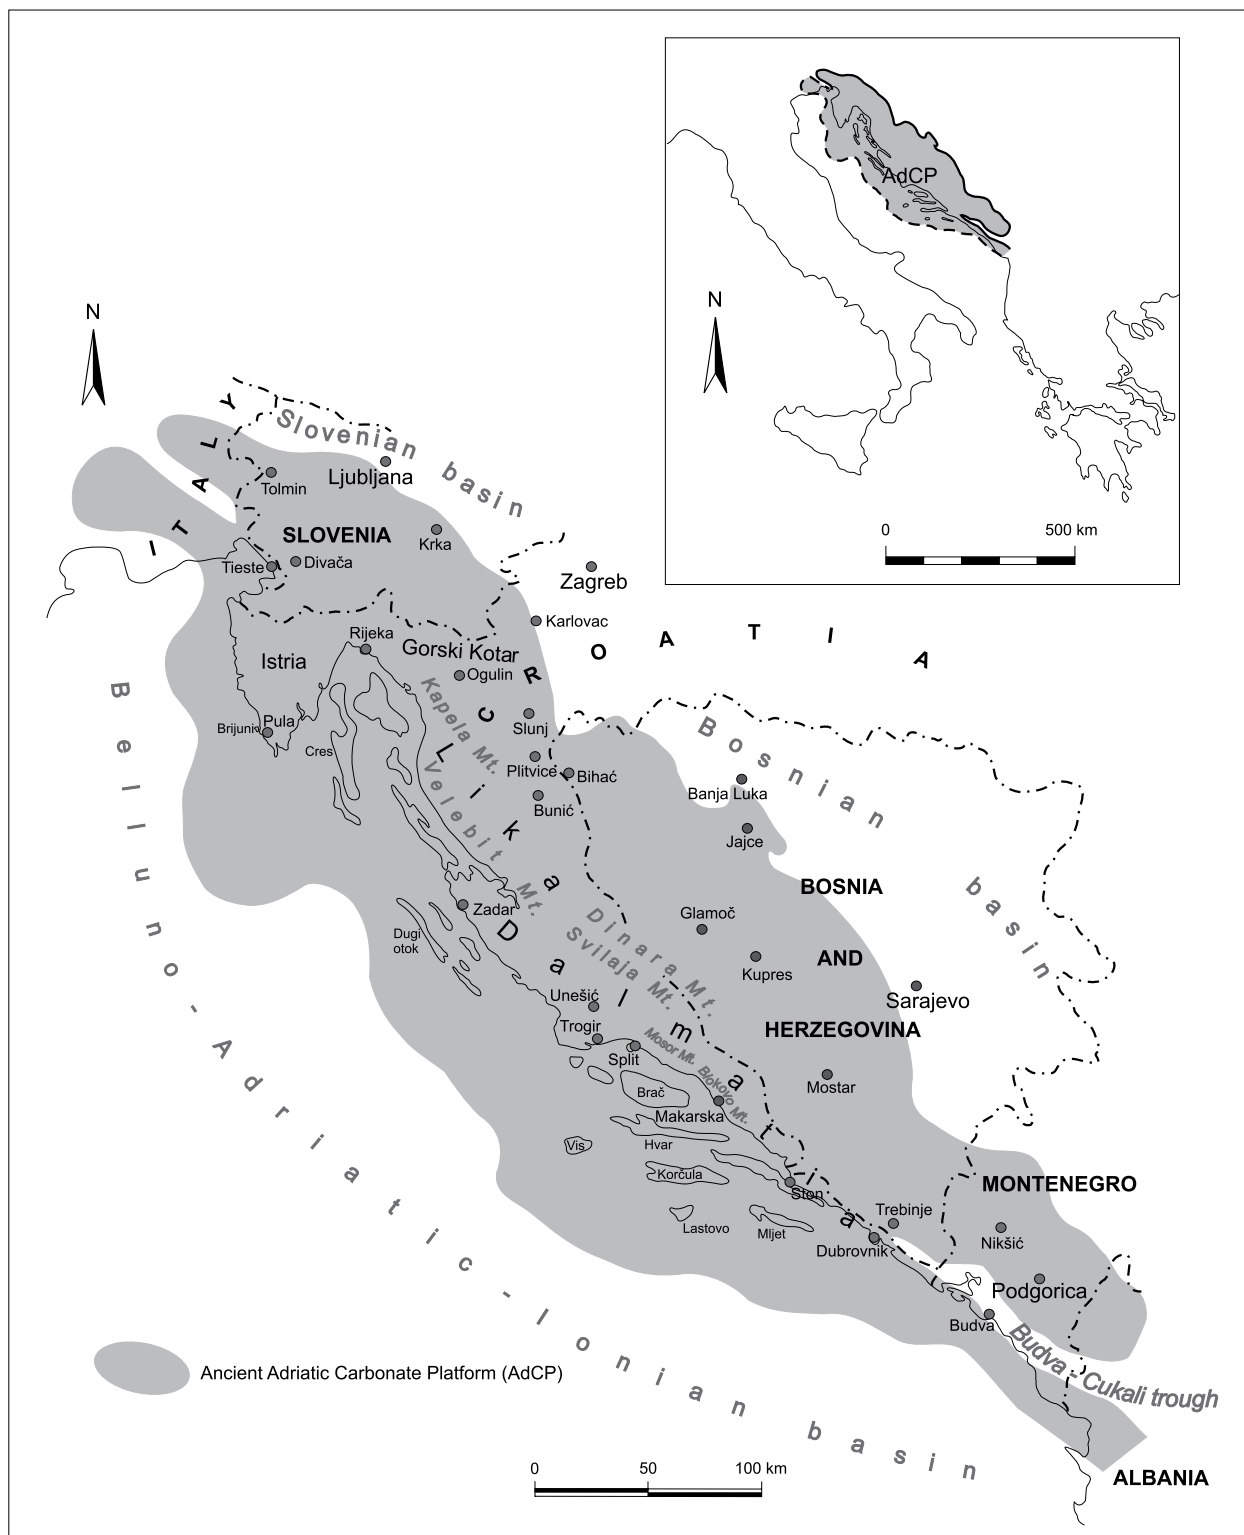 AdCP
N
0 500 km
N
ITALY
Slovenian basin
Ljubljana
Tolmin
SLOVENIA
Krka
Tieste
Divača
Zagreb
Karlovac
CROATIA
Rijeka
Gorski Kotar
Istria
Ogulin
Kapela Mt.
Brijuni
Pula
Cres
Slunj
Plitvice
Bihać
Bunić
Lika
Velebit Mt.
Bosnian basin
Banja Luka
Jajce
BOSNIA
AND
HERZEGOVINA
Glamoč
Kupres
Sarajevo
Zadar
Dugi
otok
Dalmatia
Dinara Mt.
Svilaja Mt.
Unešić
Trogir
Split
Mosor Mt.
Biokovo Mt.
Mostar
Brač
Makarska
Hvar
Vis
Korčula
Ston
Lastovo
Mljet
Dubrovnik
Trebinje
MONTENEGRO
Nikšić
Podgorica
Budva
Budva - Cukali trough
Belluno-Adriatic-Ionian basin
Ancient Adriatic Carbonate Platform (AdCP)
0 50 100 km
ALBANIA